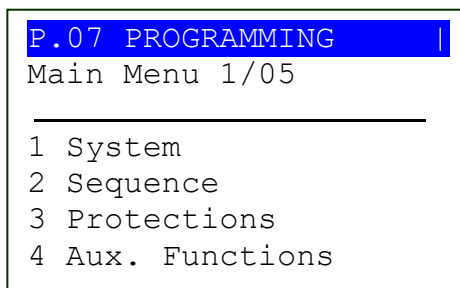 P.07 PROGRAMMING |
Main Menu 1/05
1 System
2 Sequence
3 Protections
4 Aux. Functions